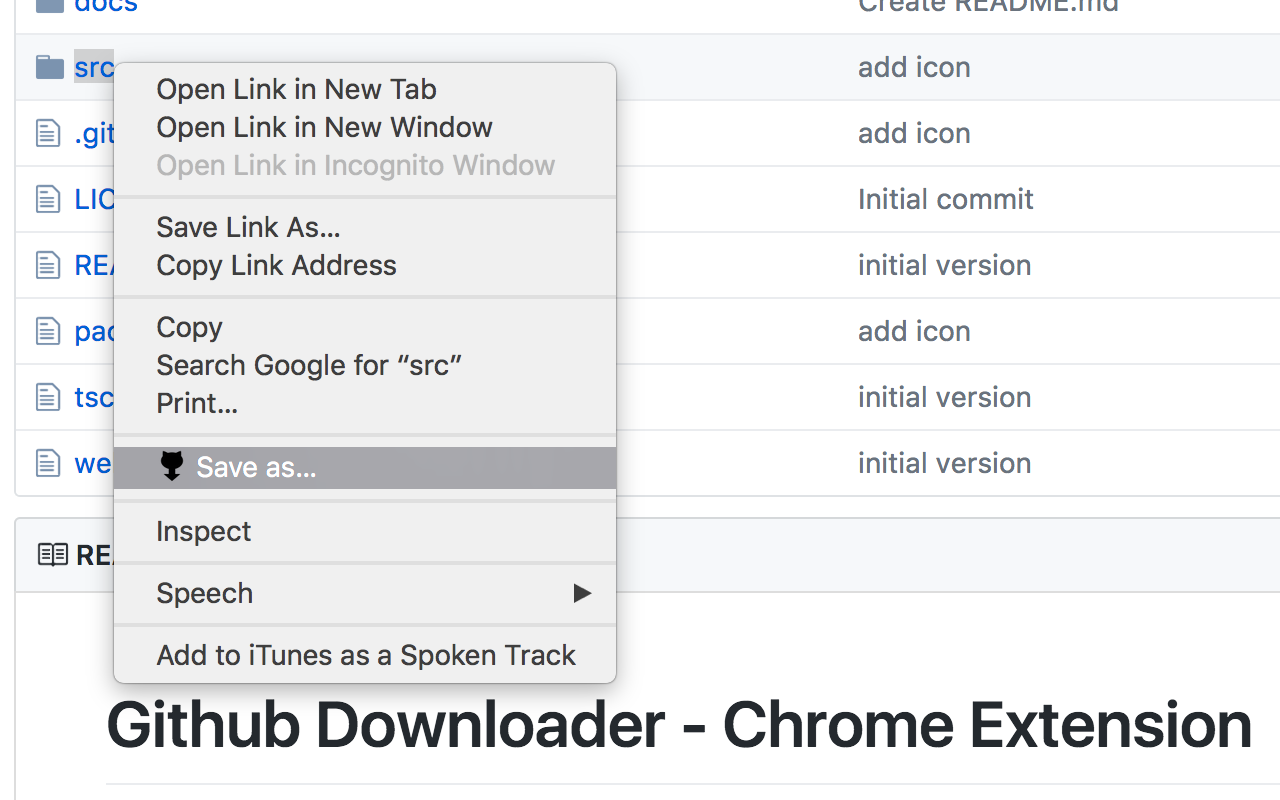 docs Create README.md
src add icon
Open Link in New Tab
Open Link in New Window
.git add icon
Open Link in Incognito Window
LIC Initial commit
Save Link As...
Copy Link Address
REA initial version
Copy
pac add icon
Search Google for “src”
Print...
tsc initial version
we initial version
Save as...
Inspect
REA
Speech
Add to iTunes as a Spoken Track
Github Downloader - Chrome Extension